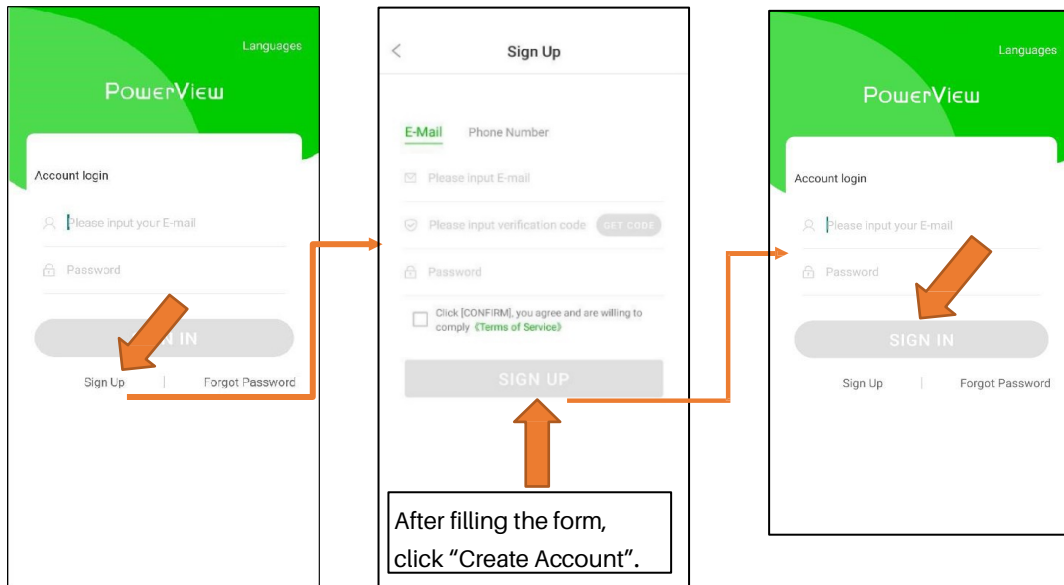 Languages
PowerView
Account login
Please input your E-mail
Password
N IN
Sign Up
Forgot Password
Sign Up
E-Mail
Phone Number
Please input E-mail
Please input verification code
GET CODE
Password
Click [CONFIRM], you agree and are willing to
comply 《Terms of Service》
SIGN UP
After filling the form,
click “Create Account”.
Languages
PowerView
Account login
Please input your E-mail
Password
SIGN IN
Sign Up
Forgot Password